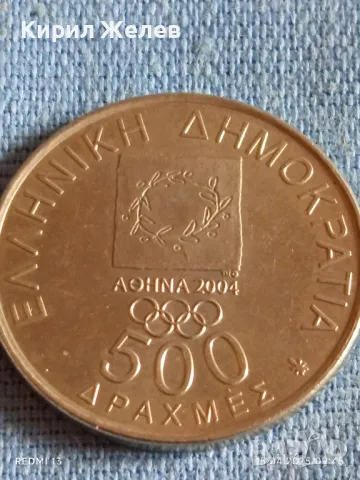 Кирил Желев
ΕΛΛΗΝΙΚΗ ΔΗΜΟΚΡΑΤΙΑ
ΑΘΗΝΑ 2004
500
ΔΡΑΧΜΕΣ
REDMI 13